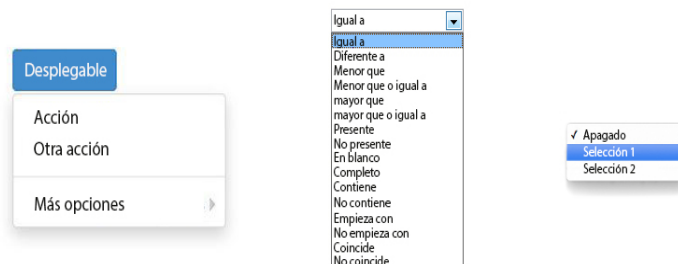 Desplegable
Acción
Otra acción
Más opciones
Igual a
Igual a
Diferente a
Menor que
Menor que o igual a
mayor que
mayor que o igual a
Presente
No presente
En blanco
Completo
Contiene
No contiene
Empieza con
No empieza con
Coincide
No coincide
✓ Apagado
Selección 1
Selección 2